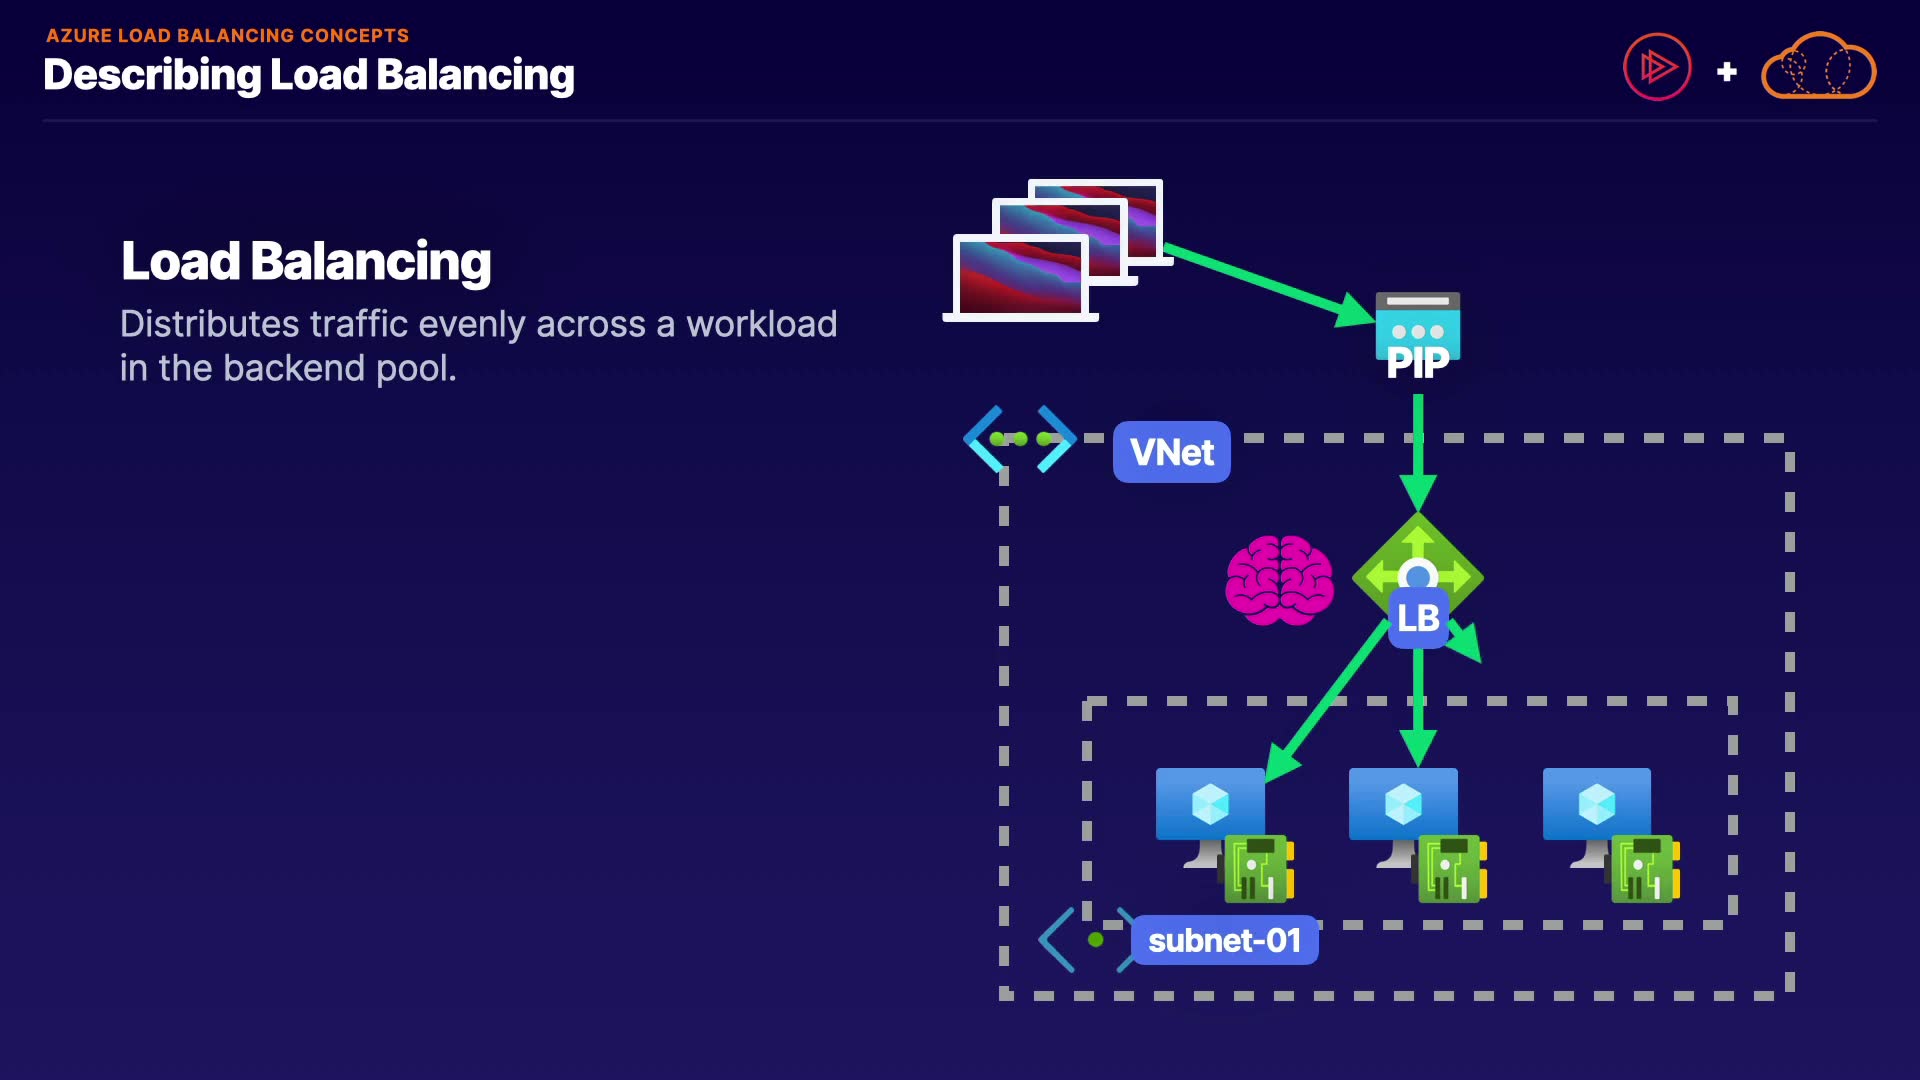 AZURE LOAD BALANCING CONCEPTS
Describing Load Balancing
Load Balancing
Distributes traffic evenly across a workload
in the backend pool.
PIP
VNet
LB
subnet-01